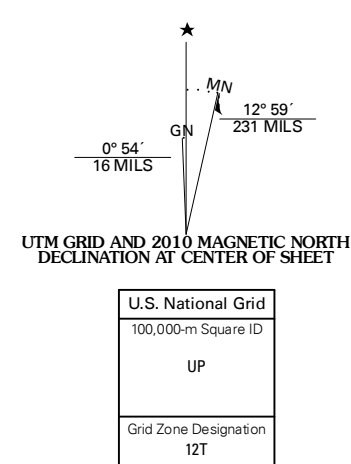 ★
MN
GN
12° 59´
231 MILS
0° 54´
16 MILS
UTM GRID AND 2010 MAGNETIC NORTH
DECLINATION AT CENTER OF SHEET
U.S. National Grid
100,000-m Square ID
UP
Grid Zone Designation
12T